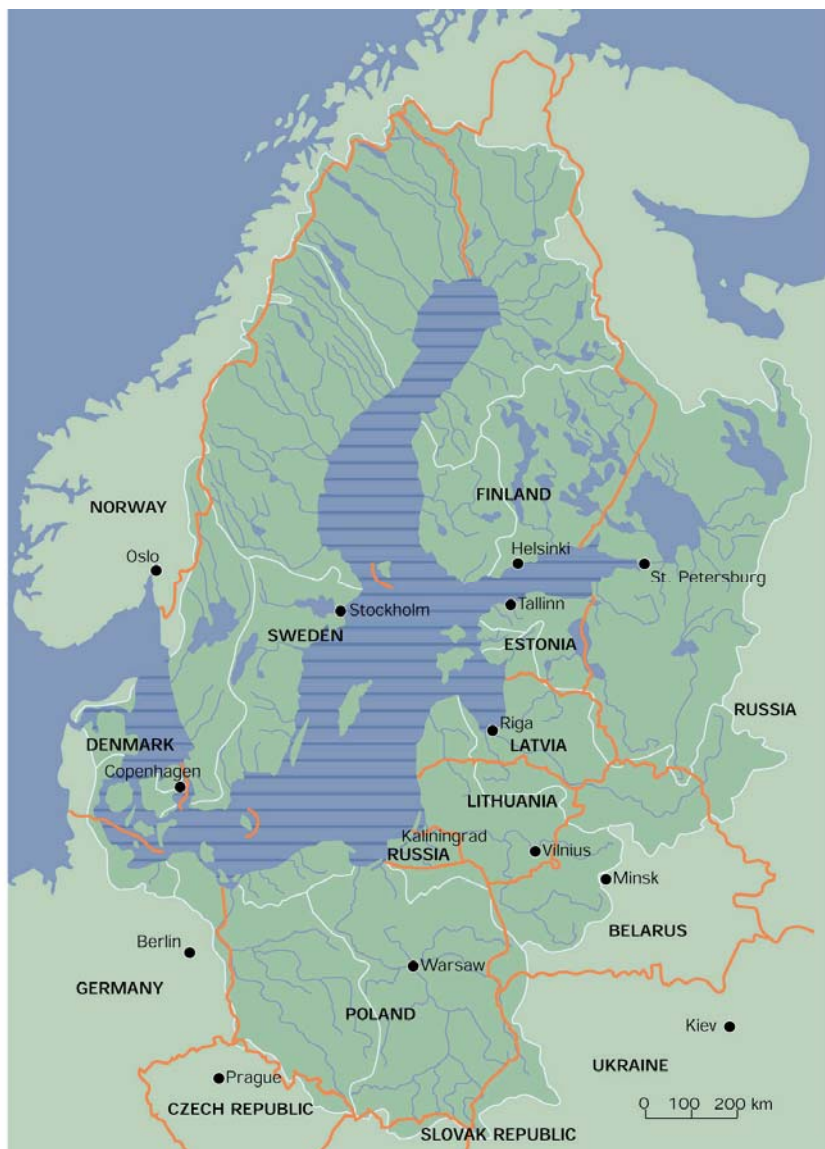 NORWAY
FINLAND
Oslo
Helsinki
St. Petersburg
Stockholm
Tallinn
SWEDEN
ESTONIA
RUSSIA
Riga
DENMARK
LATVIA
Copenhagen
LITHUANIA
Kaliningrad
RUSSIA
Vilnius
Minsk
BELARUS
Berlin
Warsaw
GERMANY
POLAND
Kiev
UKRAINE
Prague
CZECH REPUBLIC
0 100 200 km
SLOVAK REPUBLIC